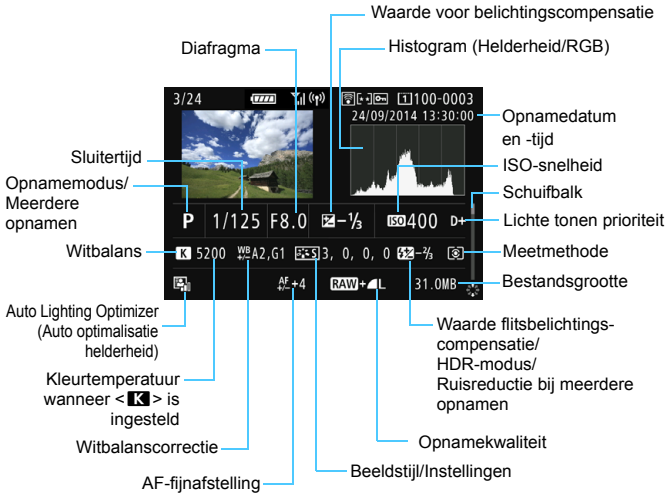 Waarde voor belichtingscompensatie
Diafragma
Histogram (Helderheid/RGB)
3/24
1 100-0003
24/09/2014 13:30:00
Opnamedatum
en -tijd
Sluitertijd
ISO-snelheid
Opnamemodus/
Meerdere
opnamen
Schuifbalk
P 1/125 F8.0 -1/3 ISO 400 D+
Lichte tonen prioriteit
Witbalans
K 5200 WB +/- A2,G1 S 3, 0, 0, 0 -2/3
Meetmethode
AF +/- +4 RAW+ L 31.0MB
Bestandsgrootte
Auto Lighting Optimizer
(Auto optimalisatie
helderheid)
Waarde flitsbelichtings-
compensatie/
HDR-modus/
Ruisreductie bij meerdere
opnamen
Kleurtemperatuur
wanneer < K > is
ingesteld
Witbalanscorrectie
Opnamekwaliteit
AF-fijnafstelling
Beeldstijl/Instellingen